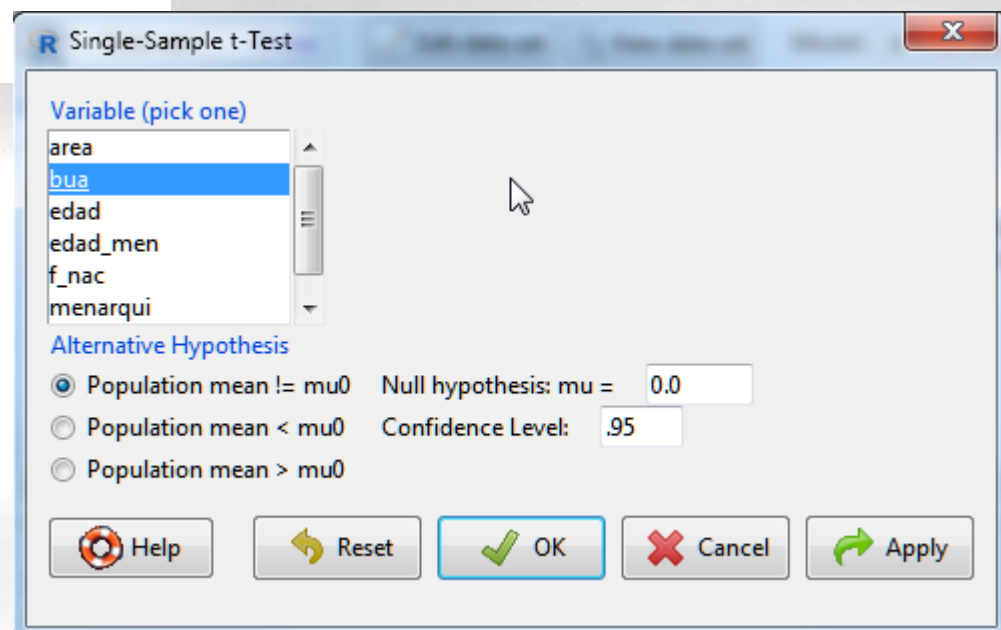 Single-Sample t-Test
Variable (pick one)
area
bua
edad
edad_men
f_nac
menarqui
Alternative Hypothesis
Population mean != mu0 Null hypothesis: mu = 0.0
Population mean < mu0 Confidence Level: .95
Population mean > mu0
Help Reset OK Cancel Apply